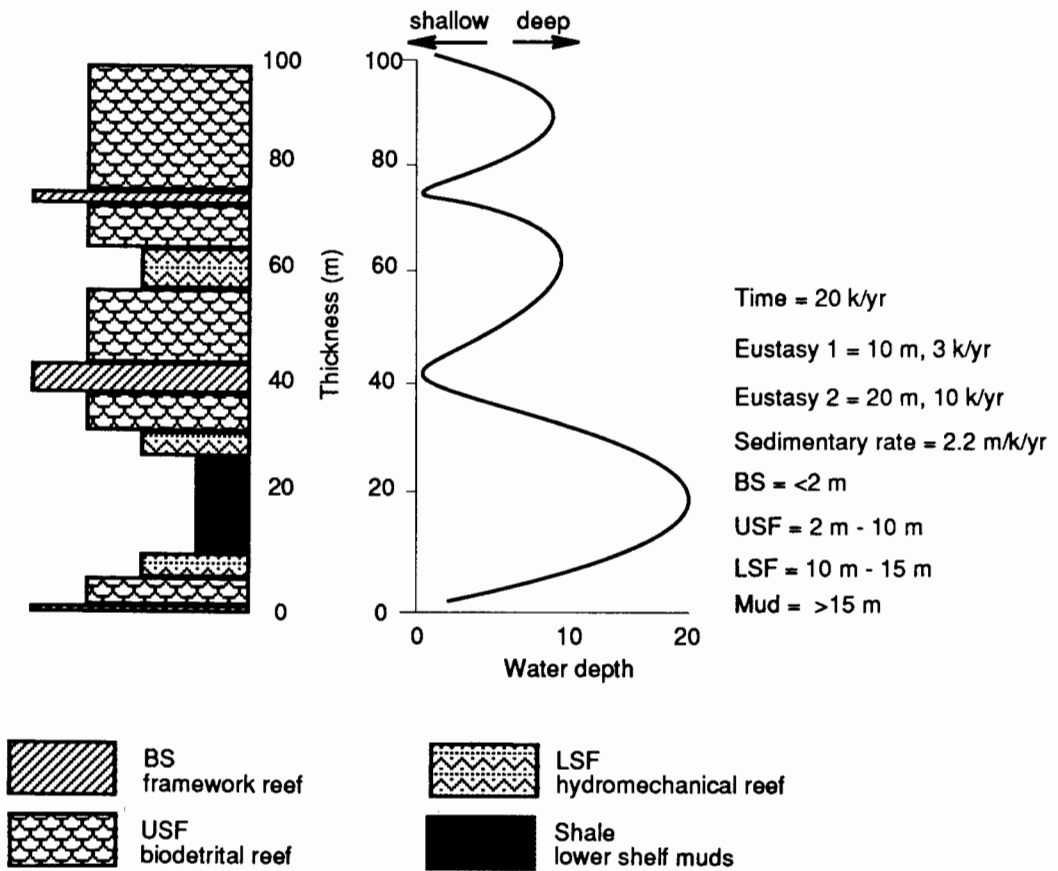 shallow deep
100
80
60
40
20
0
Thickness (m)
100
80
60
40
20
0
0 10 20
Water depth
Time = 20 k/yr
Eustasy 1 = 10 m, 3 k/yr
Eustasy 2 = 20 m, 10 k/yr
Sedimentary rate = 2.2 m/k/yr
BS = <2 m
USF = 2 m - 10 m
LSF = 10 m - 15 m
Mud = >15 m
BS
framework reef
USF
biodetrital reef
LSF
hydromechanical reef
Shale
lower shelf muds